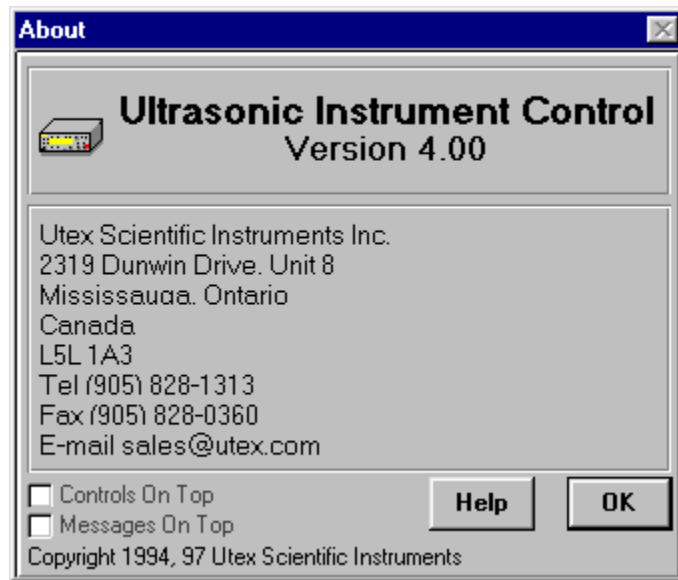 About
Ultrasonic Instrument Control
Version 4.00
Utex Scientific Instruments Inc.
2319 Dunwin Drive. Unit 8
Mississauga. Ontario
Canada
L5L 1A3
Tel (905) 828-1313
Fax (905) 828-0360
E-mail sales@utex.com
Controls On Top
Messages On Top
Help
OK
Copyright 1994, 97 Utex Scientific Instruments